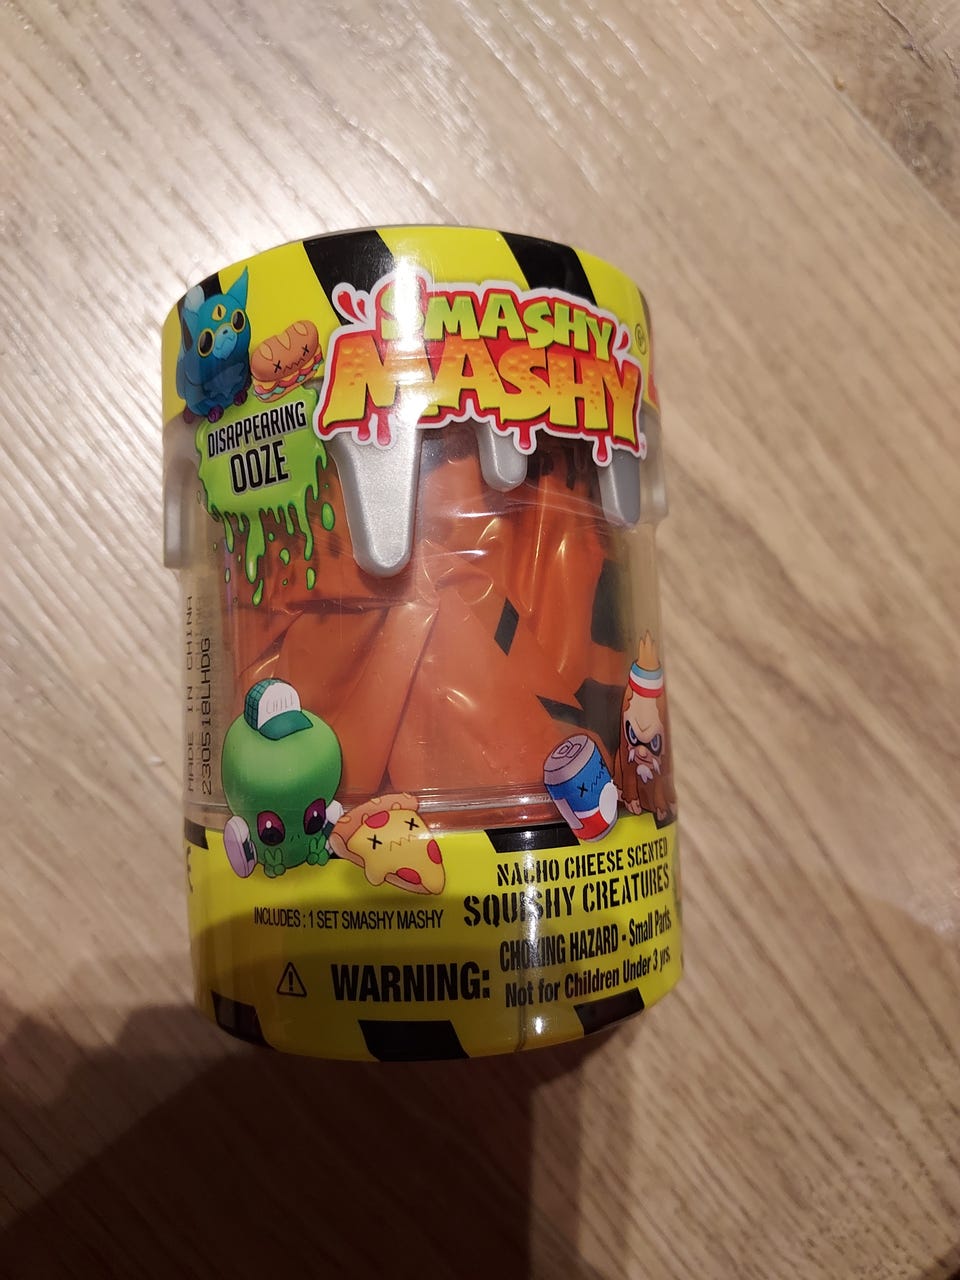 SMASHY
MASHY
DISAPPEARING
OOZE
MADE IN CHINA
230518LHDG
NACHO CHEESE SCENTED
SQUISHY CREATURES
INCLUDES : 1 SET SMASHY MASHY
WARNING:
CHOKING HAZARD - Small Parts
Not for Children Under 3 yrs.